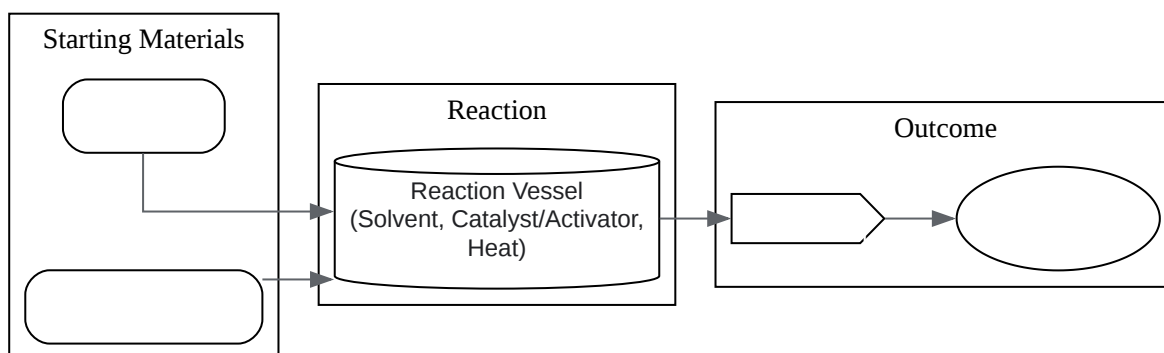 Starting Materials
Reaction
Reaction Vessel
(Solvent, Catalyst/Activator,
Heat)
Outcome